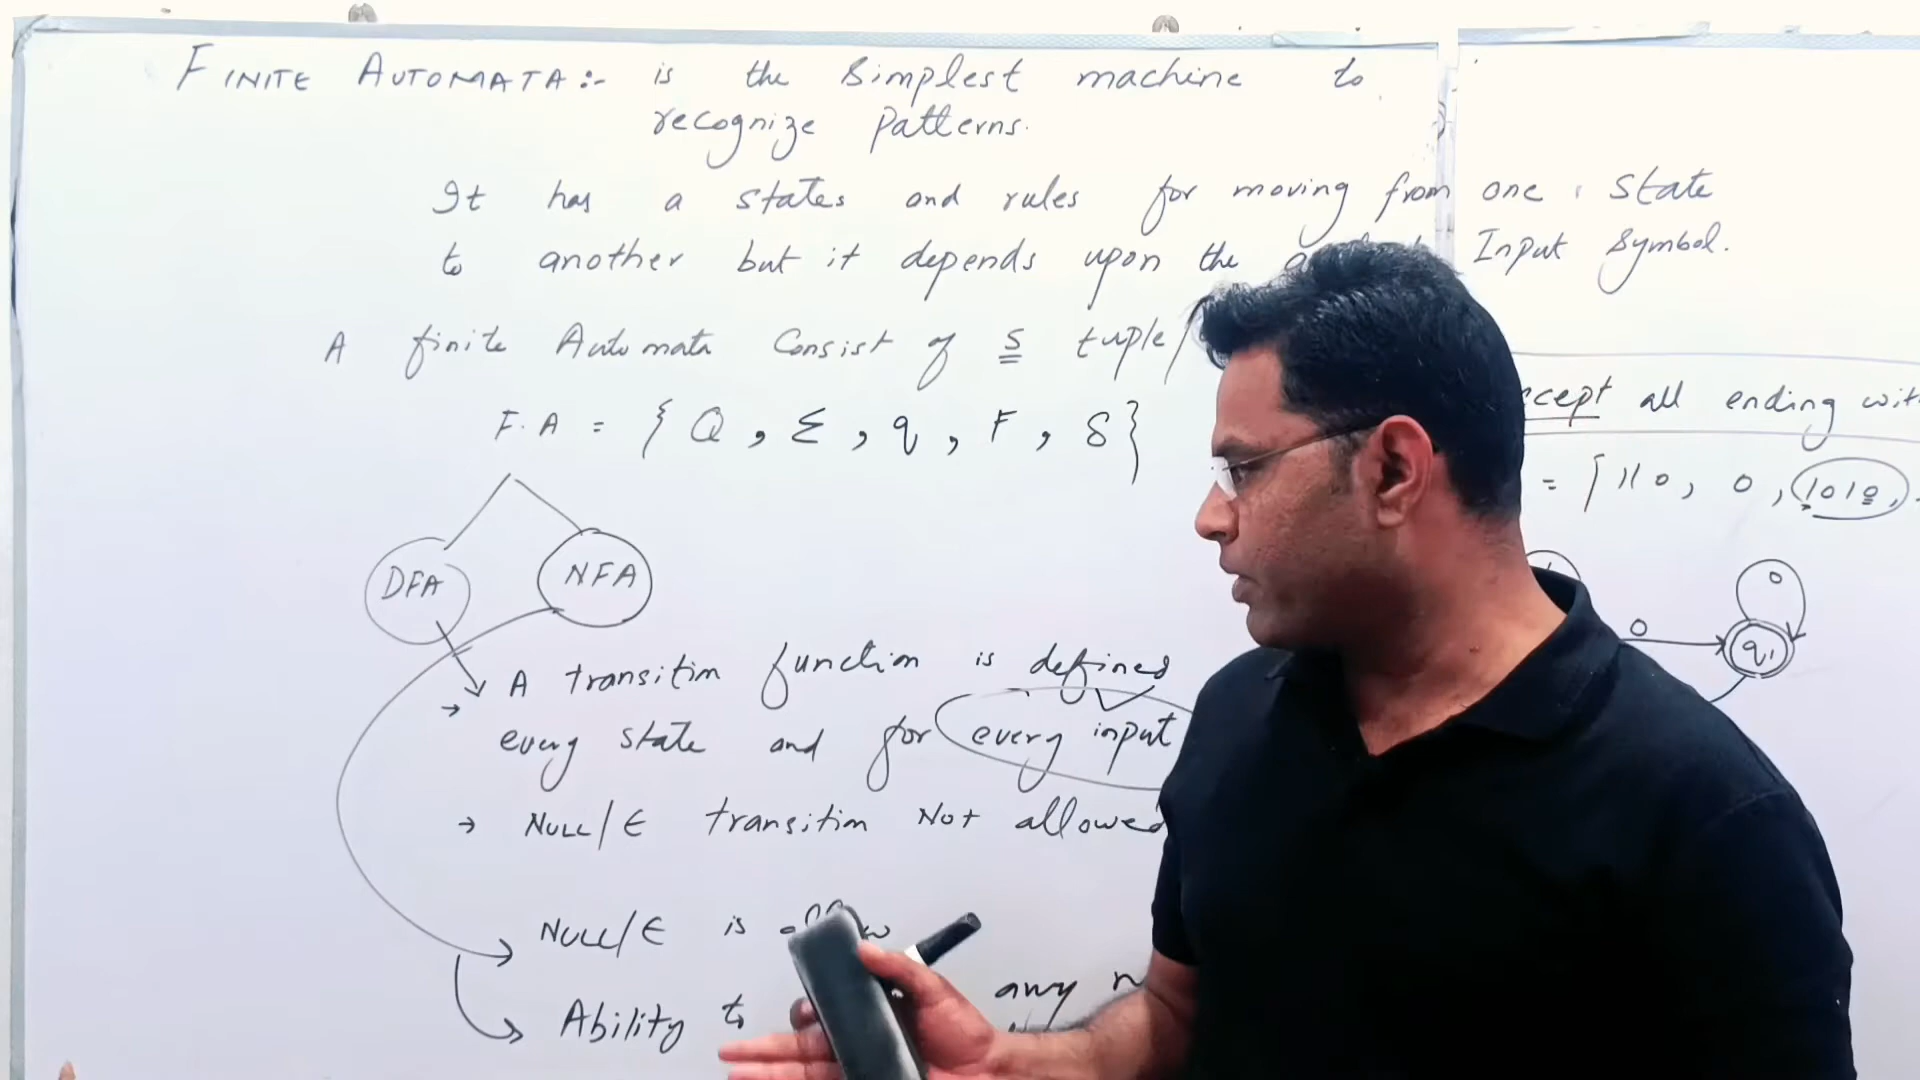 FINITE AUTOMATA:- is the simplest machine to
recognize patterns.
It has a states and rules for moving from one state
to another but it depends upon the Input Symbol.
A finite Automata Consist of 5 tuple/
F.A = { Q, Σ, q, F, δ }
ccept all ending wit
= { 110, 0, 1010,
DFA
NFA
0
0
q1
→ A transition function is defined
every state and for every input
→ NULL/ϵ transition Not allowed
NULL/ϵ is allow
Ability to any n